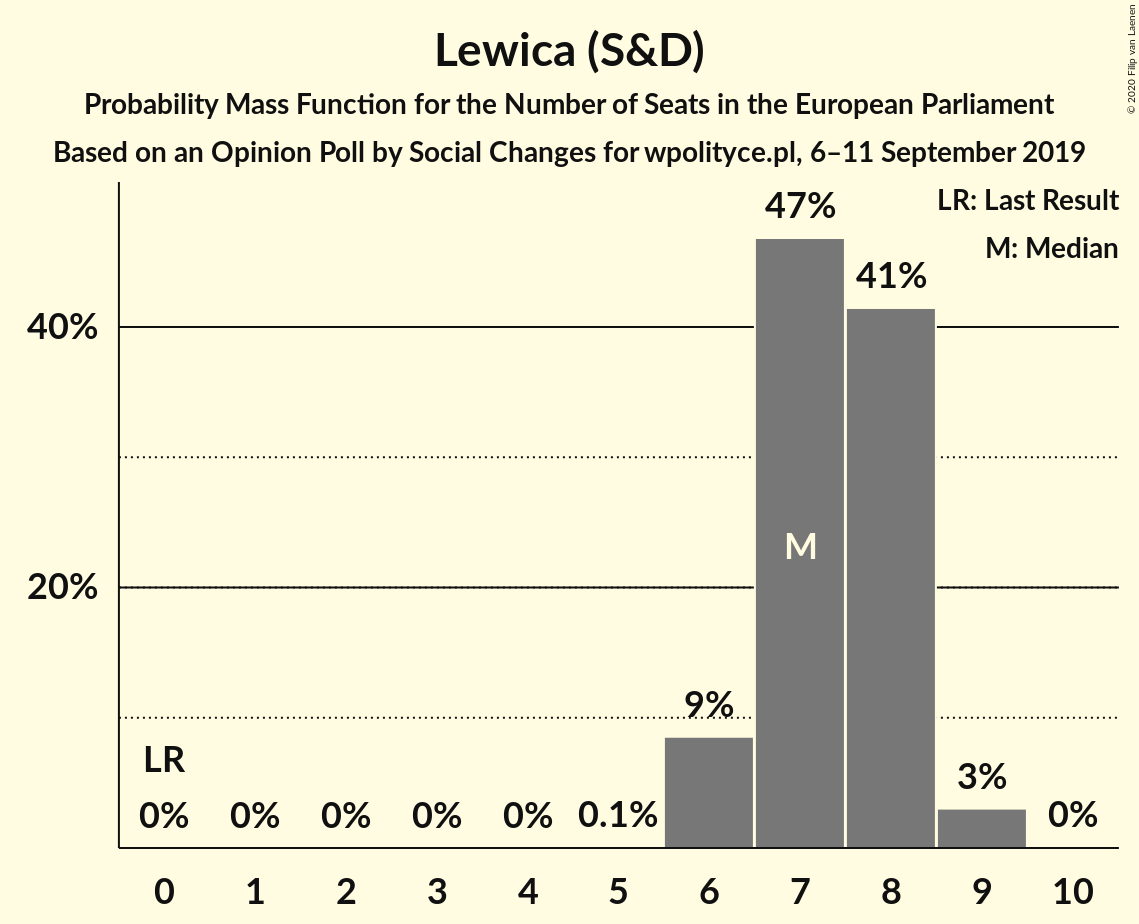 Lewica (S&D)
Probability Mass Function for the Number of Seats in the European Parliament
Based on an Opinion Poll by Social Changes for wpolityce.pl, 6–11 September 2019
© 2020 Filip van Laenen
LR: Last Result
M: Median
47%
41%
40%
M
20%
9%
LR
3%
0% 0% 0% 0% 0% 0.1% 0%
0 1 2 3 4 5 6 7 8 9 10